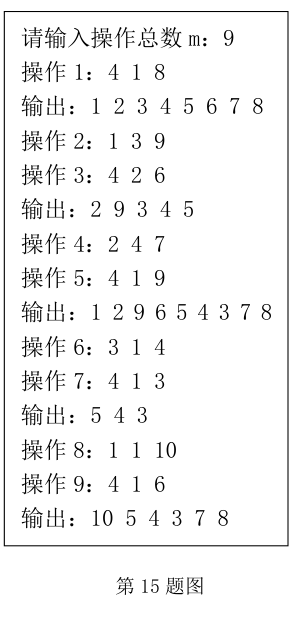 请输入操作总数 m：9
操作 1：4 1 8
输出：1 2 3 4 5 6 7 8
操作 2：1 3 9
操作 3：4 2 6
输出：2 9 3 4 5
操作 4：2 4 7
操作 5：4 1 9
输出：1 2 9 6 5 4 3 7 8
操作 6：3 1 4
操作 7：4 1 3
输出：5 4 3
操作 8：1 1 10
操作 9：4 1 6
输出：10 5 4 3 7 8
第 15 题图